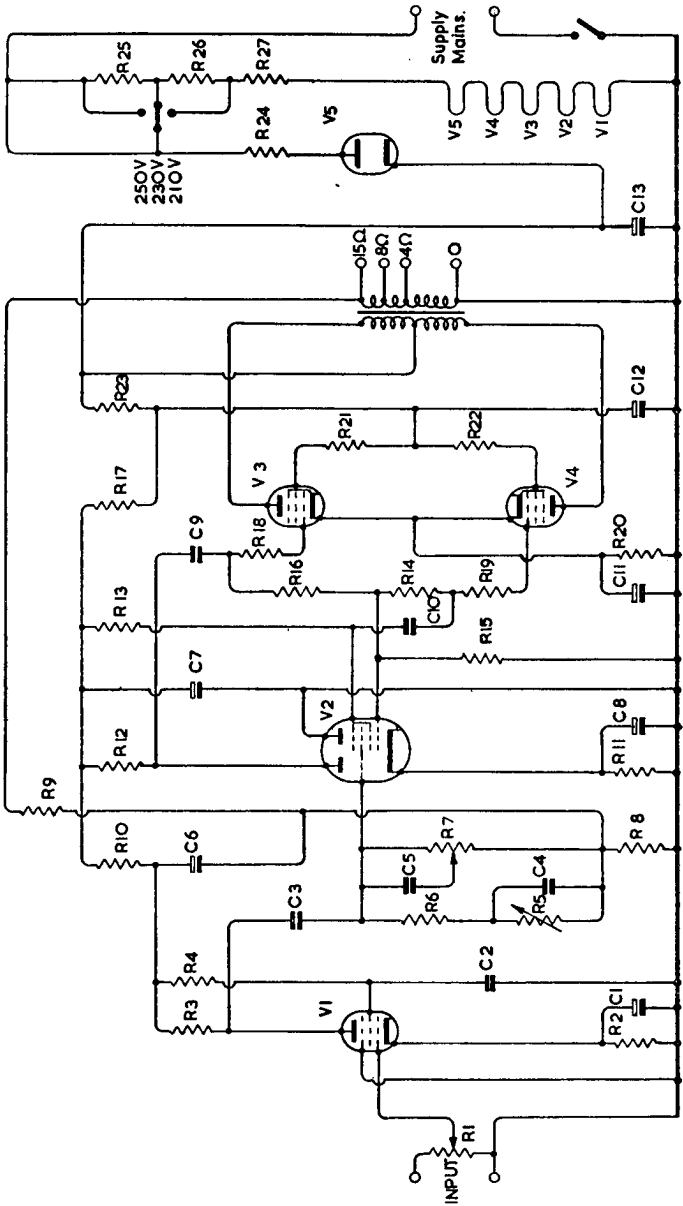 INPUT
R1
V1
R2
C1
R3
R4
C2
C3
R5
C4
R6
C5
R7
R8
R9
R10
C6
R12
V2
R11
C8
C7
R13
R15
C10
R14
R16
C9
R18
R19
V3
V4
C11
R20
R17
R21
R22
R23
C12
15Ω
8Ω
4Ω
O
C13
250V
230V
210V
R24
V5
R25
R26
R27
V5
V4
V3
V2
V1
Supply
Mains.